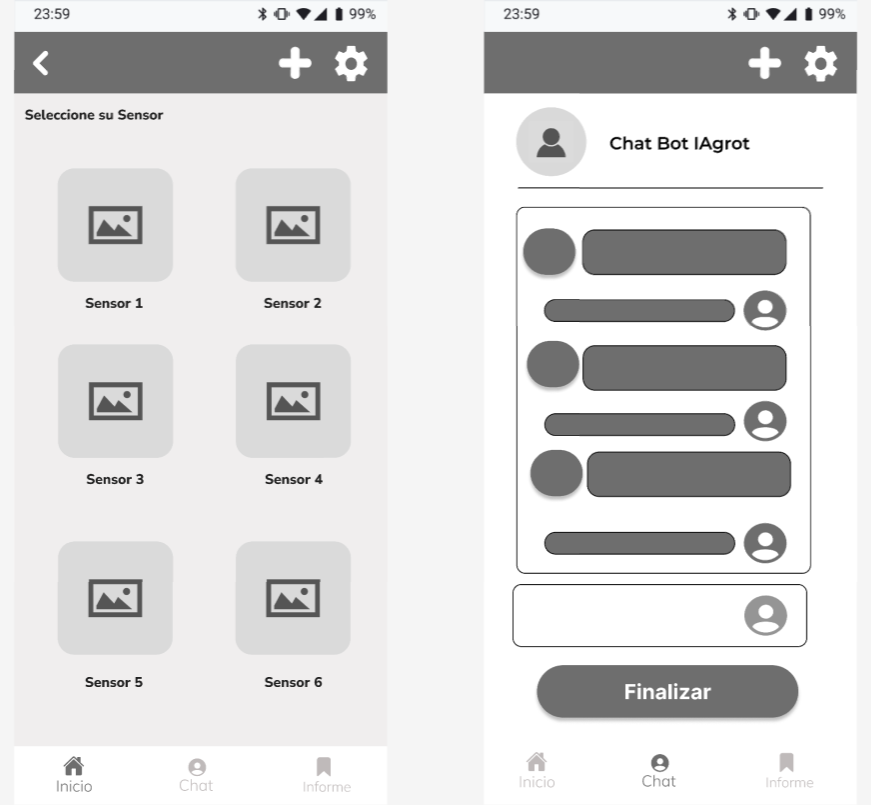 23:59 99%
Seleccione su Sensor
Sensor 1 Sensor 2
Sensor 3 Sensor 4
Sensor 5 Sensor 6
Inicio Chat Informe
23:59 99%
Chat Bot IAgrot
Finalizar
Inicio Chat Informe